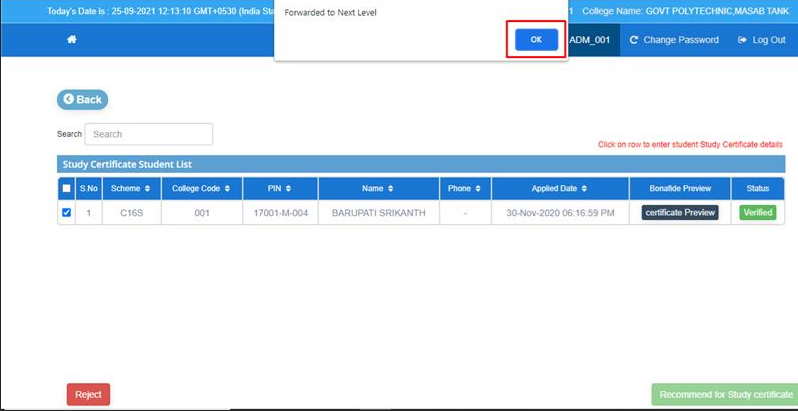 Today's Date is : 25-09-2021 12:13:10 GMT+0530 (India Sta
Forwarded to Next Level
OK
1 College Name: GOVT POLYTECHNIC,MASAB TANK
ADM_001 Change Password Log Out
Back
Search Search
Click on row to enter student Study Certificate details
Study Certificate Student List
S.No Scheme College Code PIN Name Phone Applied Date Bonafide Preview Status
1 C16S 001 17001-M-004 BARUPATI SRIKANTH - 30-Nov-2020 06:16:59 PM certificate Preview Verified
Reject Recommend for Study certificate